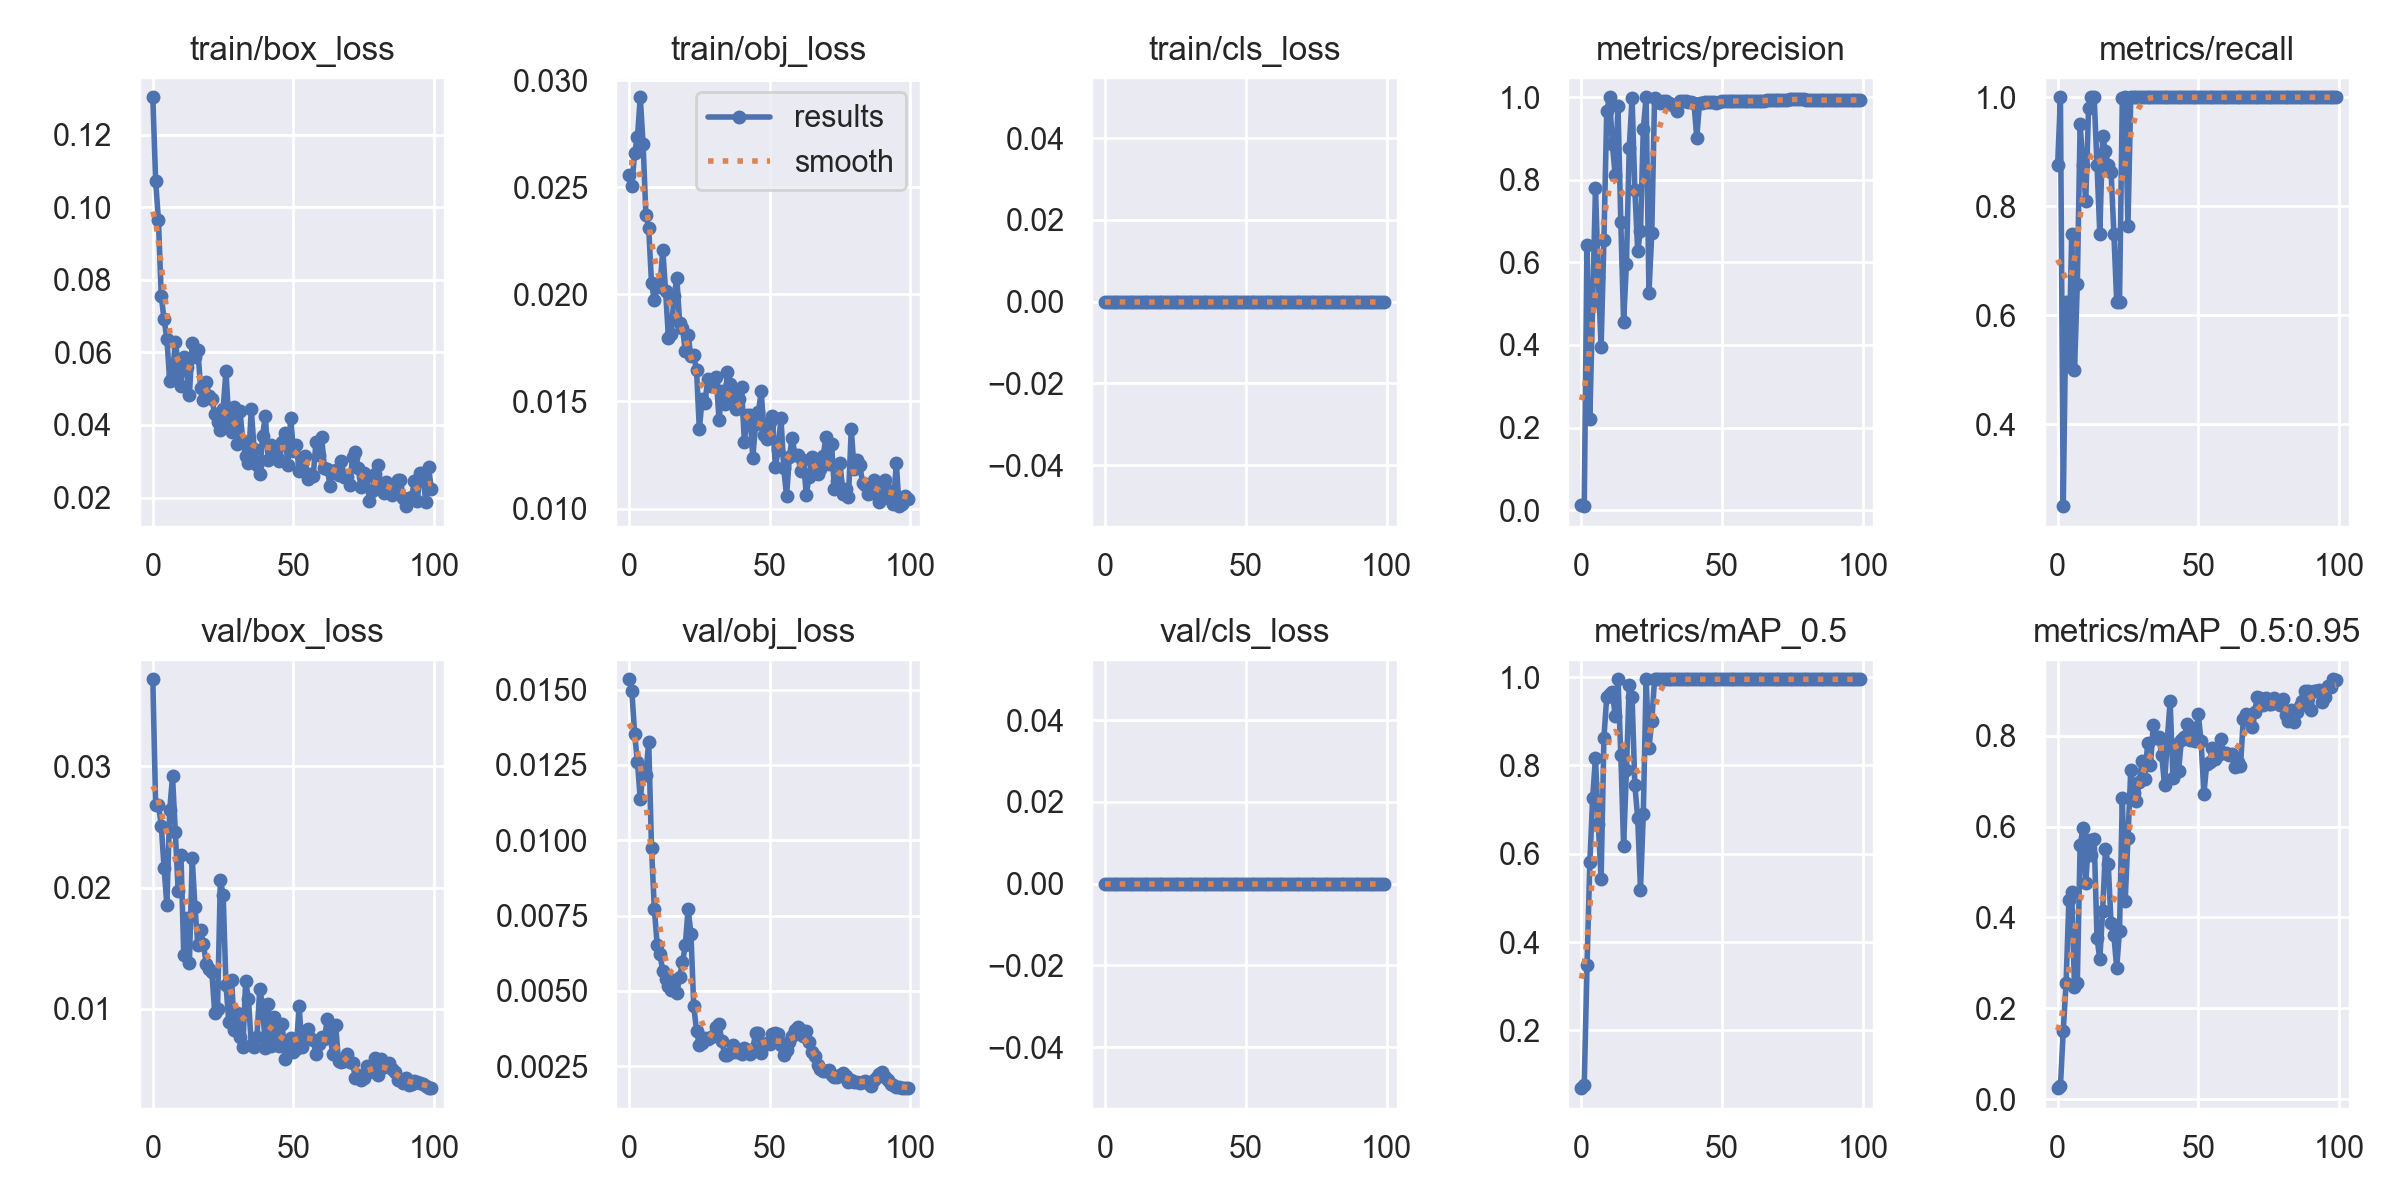 train/box_loss
0.12
0.10
0.08
0.06
0.04
0.02
0 50 100
train/obj_loss
0.030
0.025
0.020
0.015
0.010
results
smooth
0 50 100
train/cls_loss
0.04
0.02
0.00
−0.02
−0.04
0 50 100
metrics/precision
1.0
0.8
0.6
0.4
0.2
0.0
0 50 100
metrics/recall
1.0
0.8
0.6
0.4
0 50 100
val/box_loss
0.03
0.02
0.01
0 50 100
val/obj_loss
0.0150
0.0125
0.0100
0.0075
0.0050
0.0025
0 50 100
val/cls_loss
0.04
0.02
0.00
−0.02
−0.04
0 50 100
metrics/mAP_0.5
1.0
0.8
0.6
0.4
0.2
0 50 100
metrics/mAP_0.5:0.95
0.8
0.6
0.4
0.2
0.0
0 50 100